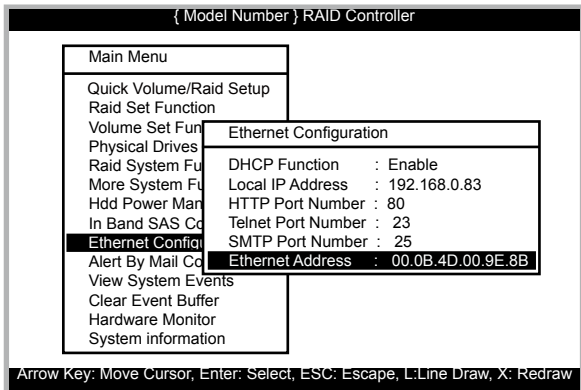 { Model Number } RAID Controller
Main Menu
Quick Volume/Raid Setup
Raid Set Function
Volume Set Fun
Physical Drives
Raid System Fu
More System Fu
Hdd Power Man
In Band SAS Co
Ethernet Configu
Alert By Mail Co
View System Events
Clear Event Buffer
Hardware Monitor
System information
Ethernet Configuration
DHCP Function : Enable
Local IP Address : 192.168.0.83
HTTP Port Number : 80
Telnet Port Number : 23
SMTP Port Number : 25
Ethernet Address : 00.0B.4D.00.9E.8B
Arrow Key: Move Cursor, Enter: Select, ESC: Escape, L:Line Draw, X: Redraw